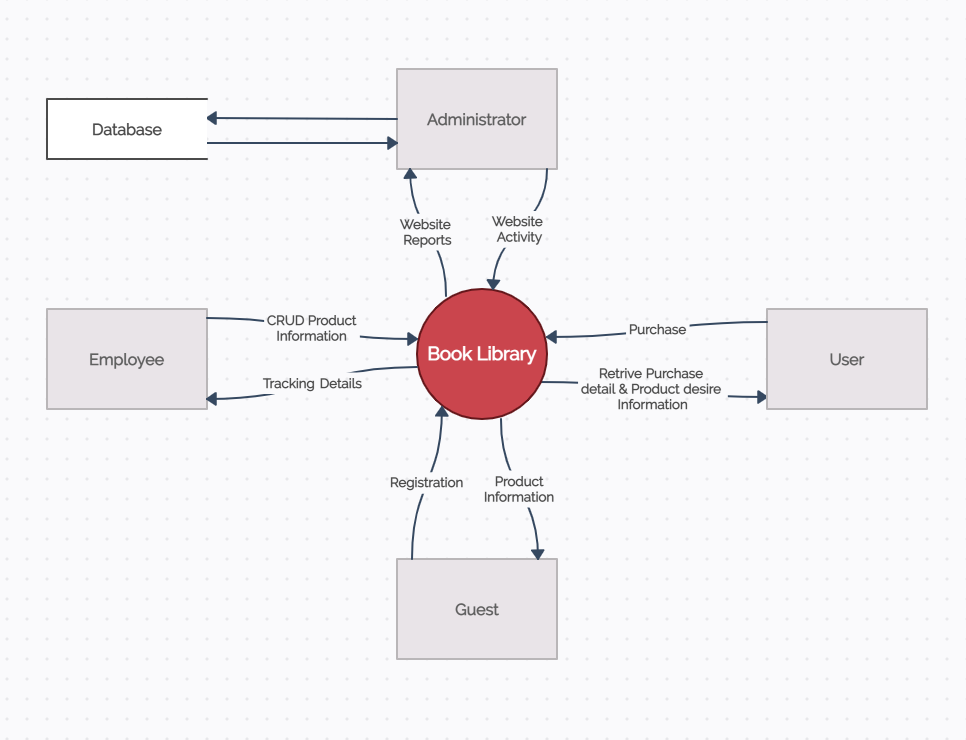 Administrator
Database
Website
Reports
Website
Activity
CRUD Product
Information
Employee
Tracking Details
Book Library
Purchase
User
Retrive Purchase
detail & Product desire
Information
Registration
Product
Information
Guest